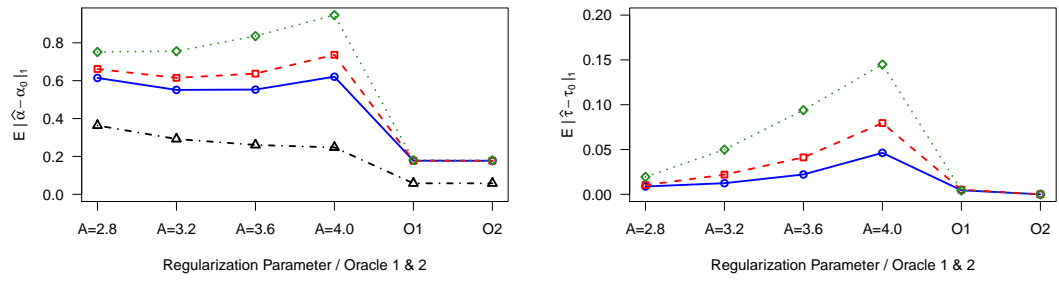 E | α̂ − α₀ |₁
0.8
0.6
0.4
0.2
0.0
A=2.8 A=3.2 A=3.6 A=4.0 O1 O2
Regularization Parameter / Oracle 1 & 2
E | τ̂ − τ₀ |₁
0.20
0.15
0.10
0.05
0.00
A=2.8 A=3.2 A=3.6 A=4.0 O1 O2
Regularization Parameter / Oracle 1 & 2